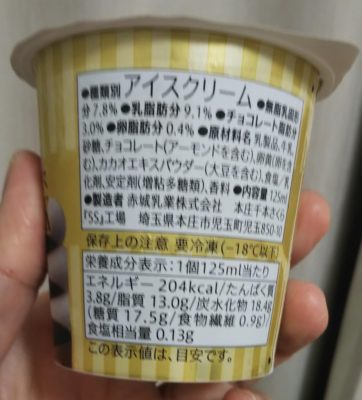 ●種類別 アイスクリーム ●無脂乳固形
分7.8% ●乳脂肪分9.1% ●チョコレート脂肪分
3.0% ●卵脂肪分0.4% ●原材料名 乳製品、牛乳、
砂糖、チョコレート(アーモンドを含む)、卵黄(卵を含
む)、カカオエキスパウダー(大豆を含む)、食塩/乳
化剤、安定剤(増粘多糖類)、香料 ●内容量 125ml
●製造者 赤城乳業株式会社 本庄千本さくら
『5S』工場 埼玉県本庄市児玉町児玉850-10
保存上の注意 要冷凍(-18℃以下)
栄養成分表示:1個125ml当たり
エネルギー 204kcal/たんぱく質
3.8g/脂質 13.0g/炭水化物 18.4g
(糖質 17.5g/食物繊維 0.9g)/
食塩相当量 0.13g
この表示値は、目安です。